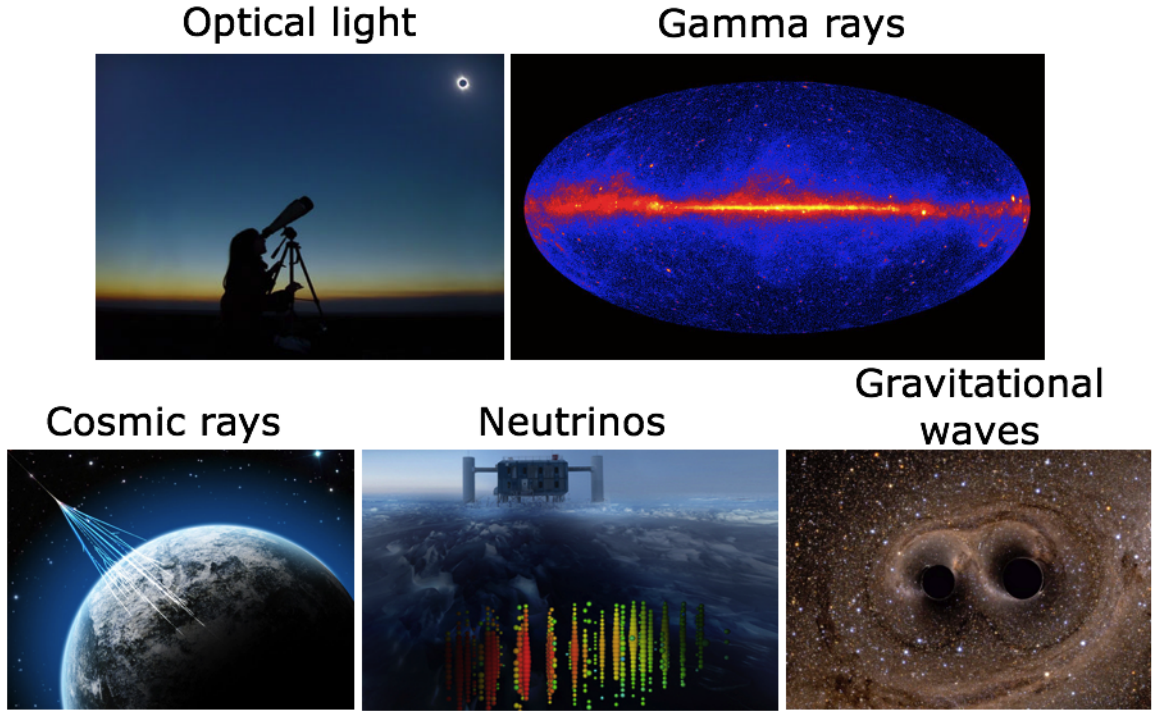 Optical light
Gamma rays
Cosmic rays
Neutrinos
Gravitational
waves